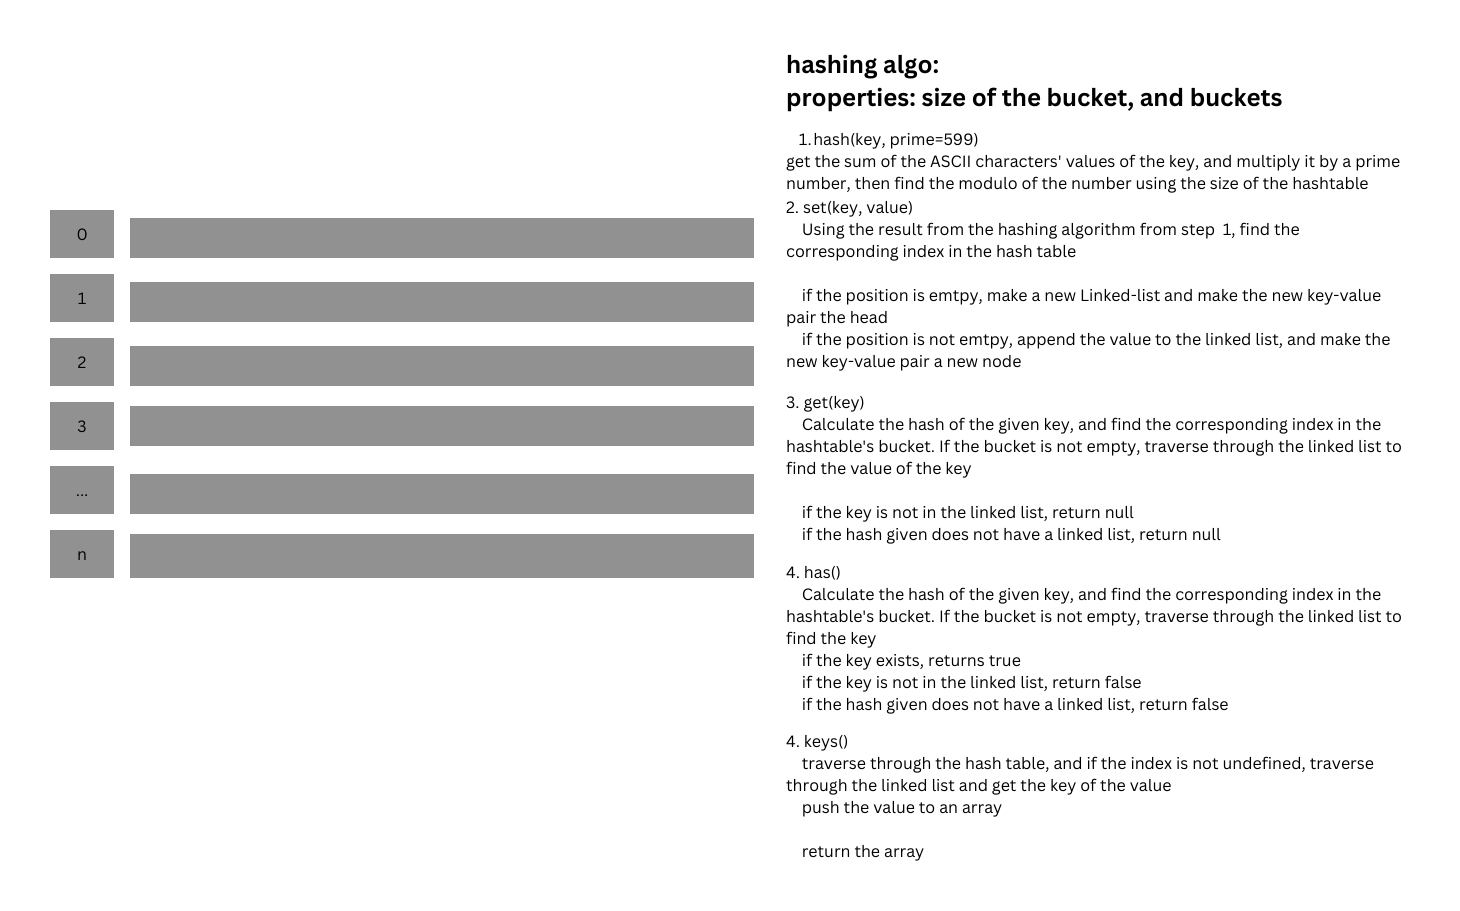 hashing algo:
properties: size of the bucket, and buckets
1. hash(key, prime=599)
get the sum of the ASCII characters' values of the key, and multiply it by a prime
number, then find the modulo of the number using the size of the hashtable
2. set(key, value)
Using the result from the hashing algorithm from step  1, find the
corresponding index in the hash table
if the position is emtpy, make a new Linked-list and make the new key-value
pair the head
if the position is not emtpy, append the value to the linked list, and make the
new key-value pair a new node
3. get(key)
Calculate the hash of the given key, and find the corresponding index in the
hashtable's bucket. If the bucket is not empty, traverse through the linked list to
find the value of the key
if the key is not in the linked list, return null
if the hash given does not have a linked list, return null
4. has()
Calculate the hash of the given key, and find the corresponding index in the
hashtable's bucket. If the bucket is not empty, traverse through the linked list to
find the key
if the key exists, returns true
if the key is not in the linked list, return false
if the hash given does not have a linked list, return false
4. keys()
traverse through the hash table, and if the index is not undefined, traverse
through the linked list and get the key of the value
push the value to an array
return the array
0
1
2
3
...
n